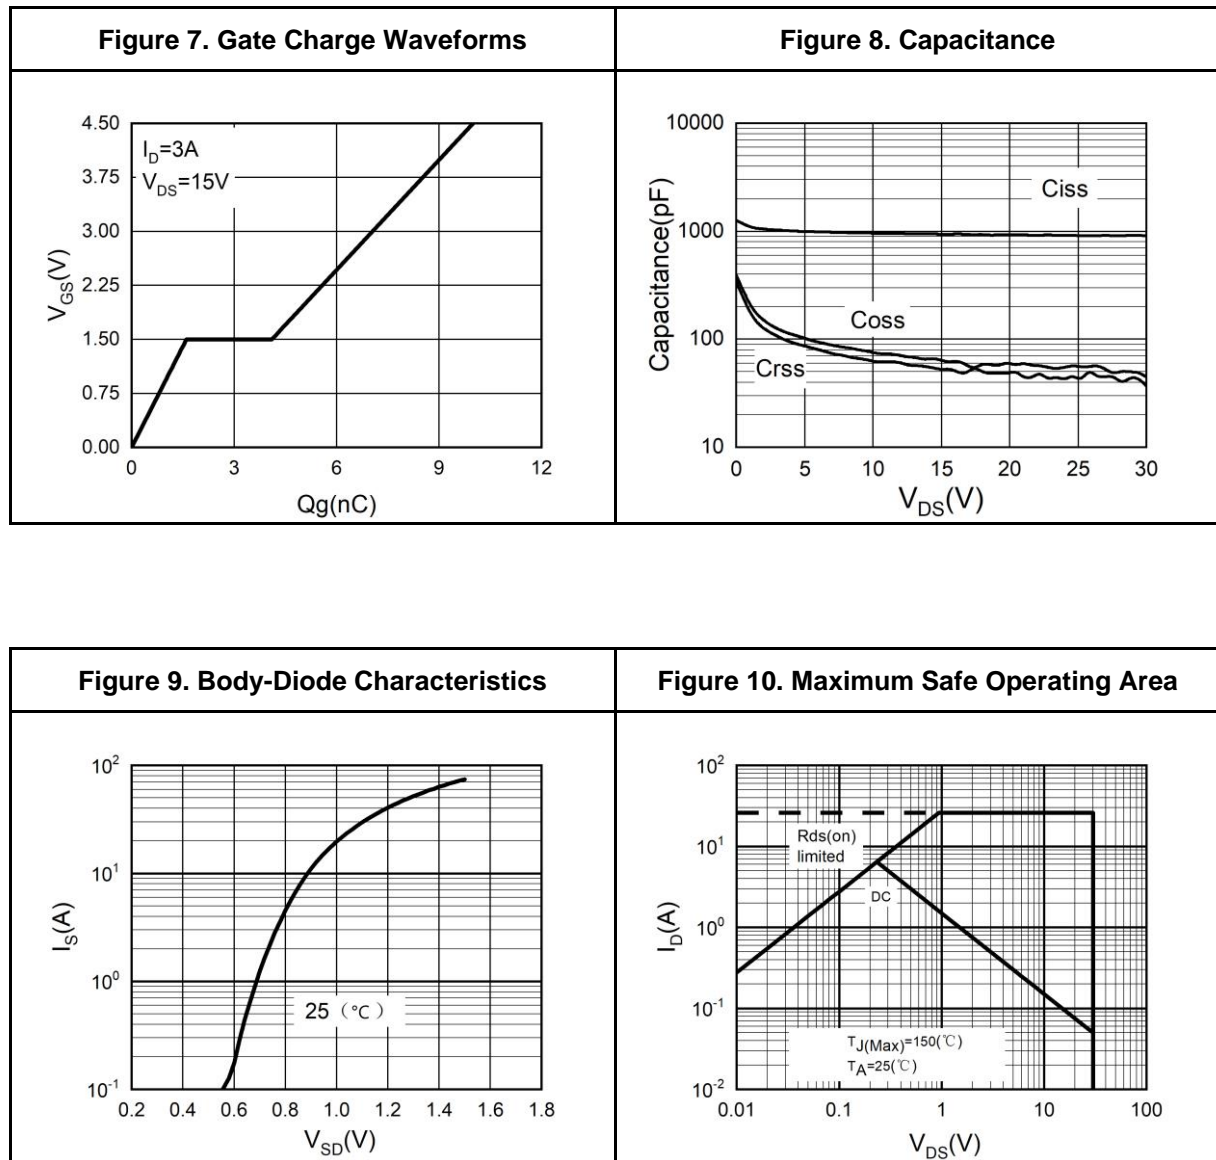 Figure 7. Gate Charge Waveforms
Figure 8. Capacitance
4.50
3.75
3.00
2.25
1.50
0.75
0.00
V_GS(V)
I_D=3A
V_DS=15V
0 3 6 9 12
Qg(nC)
10000
1000
100
10
Capacitance(pF)
Ciss
Coss
Crss
0 5 10 15 20 25 30
V_DS(V)
Figure 9. Body-Diode Characteristics
Figure 10. Maximum Safe Operating Area
10^2
10^1
10^0
10^-1
I_S(A)
25（℃）
0.2 0.4 0.6 0.8 1.0 1.2 1.4 1.6 1.8
V_SD(V)
10^2
10^1
10^0
10^-1
10^-2
I_D(A)
Rds(on)
limited
DC
T_J(Max)=150(℃)
T_A=25(℃)
0.01 0.1 1 10 100
V_DS(V)